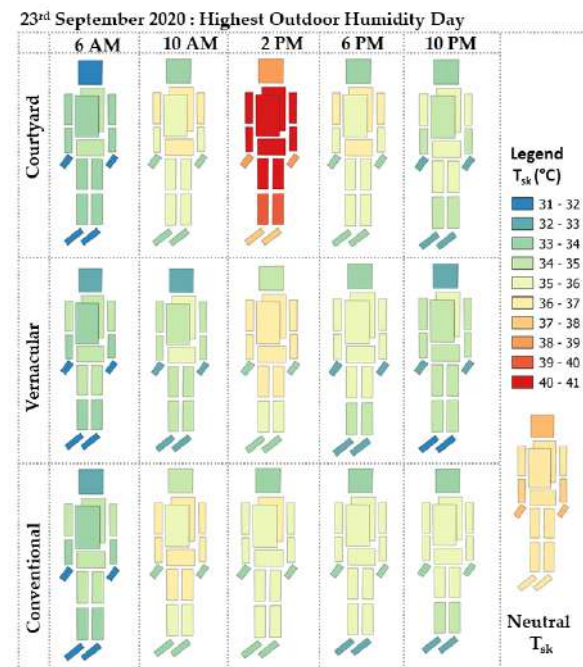 23rd September 2020 : Highest Outdoor Humidity Day
6 AM 10 AM 2 PM 6 PM 10 PM
Courtyard
Vernacular
Conventional
Legend
Tsk (°C)
31 - 32
32 - 33
33 - 34
34 - 35
35 - 36
36 - 37
37 - 38
38 - 39
39 - 40
40 - 41
Neutral
Tsk